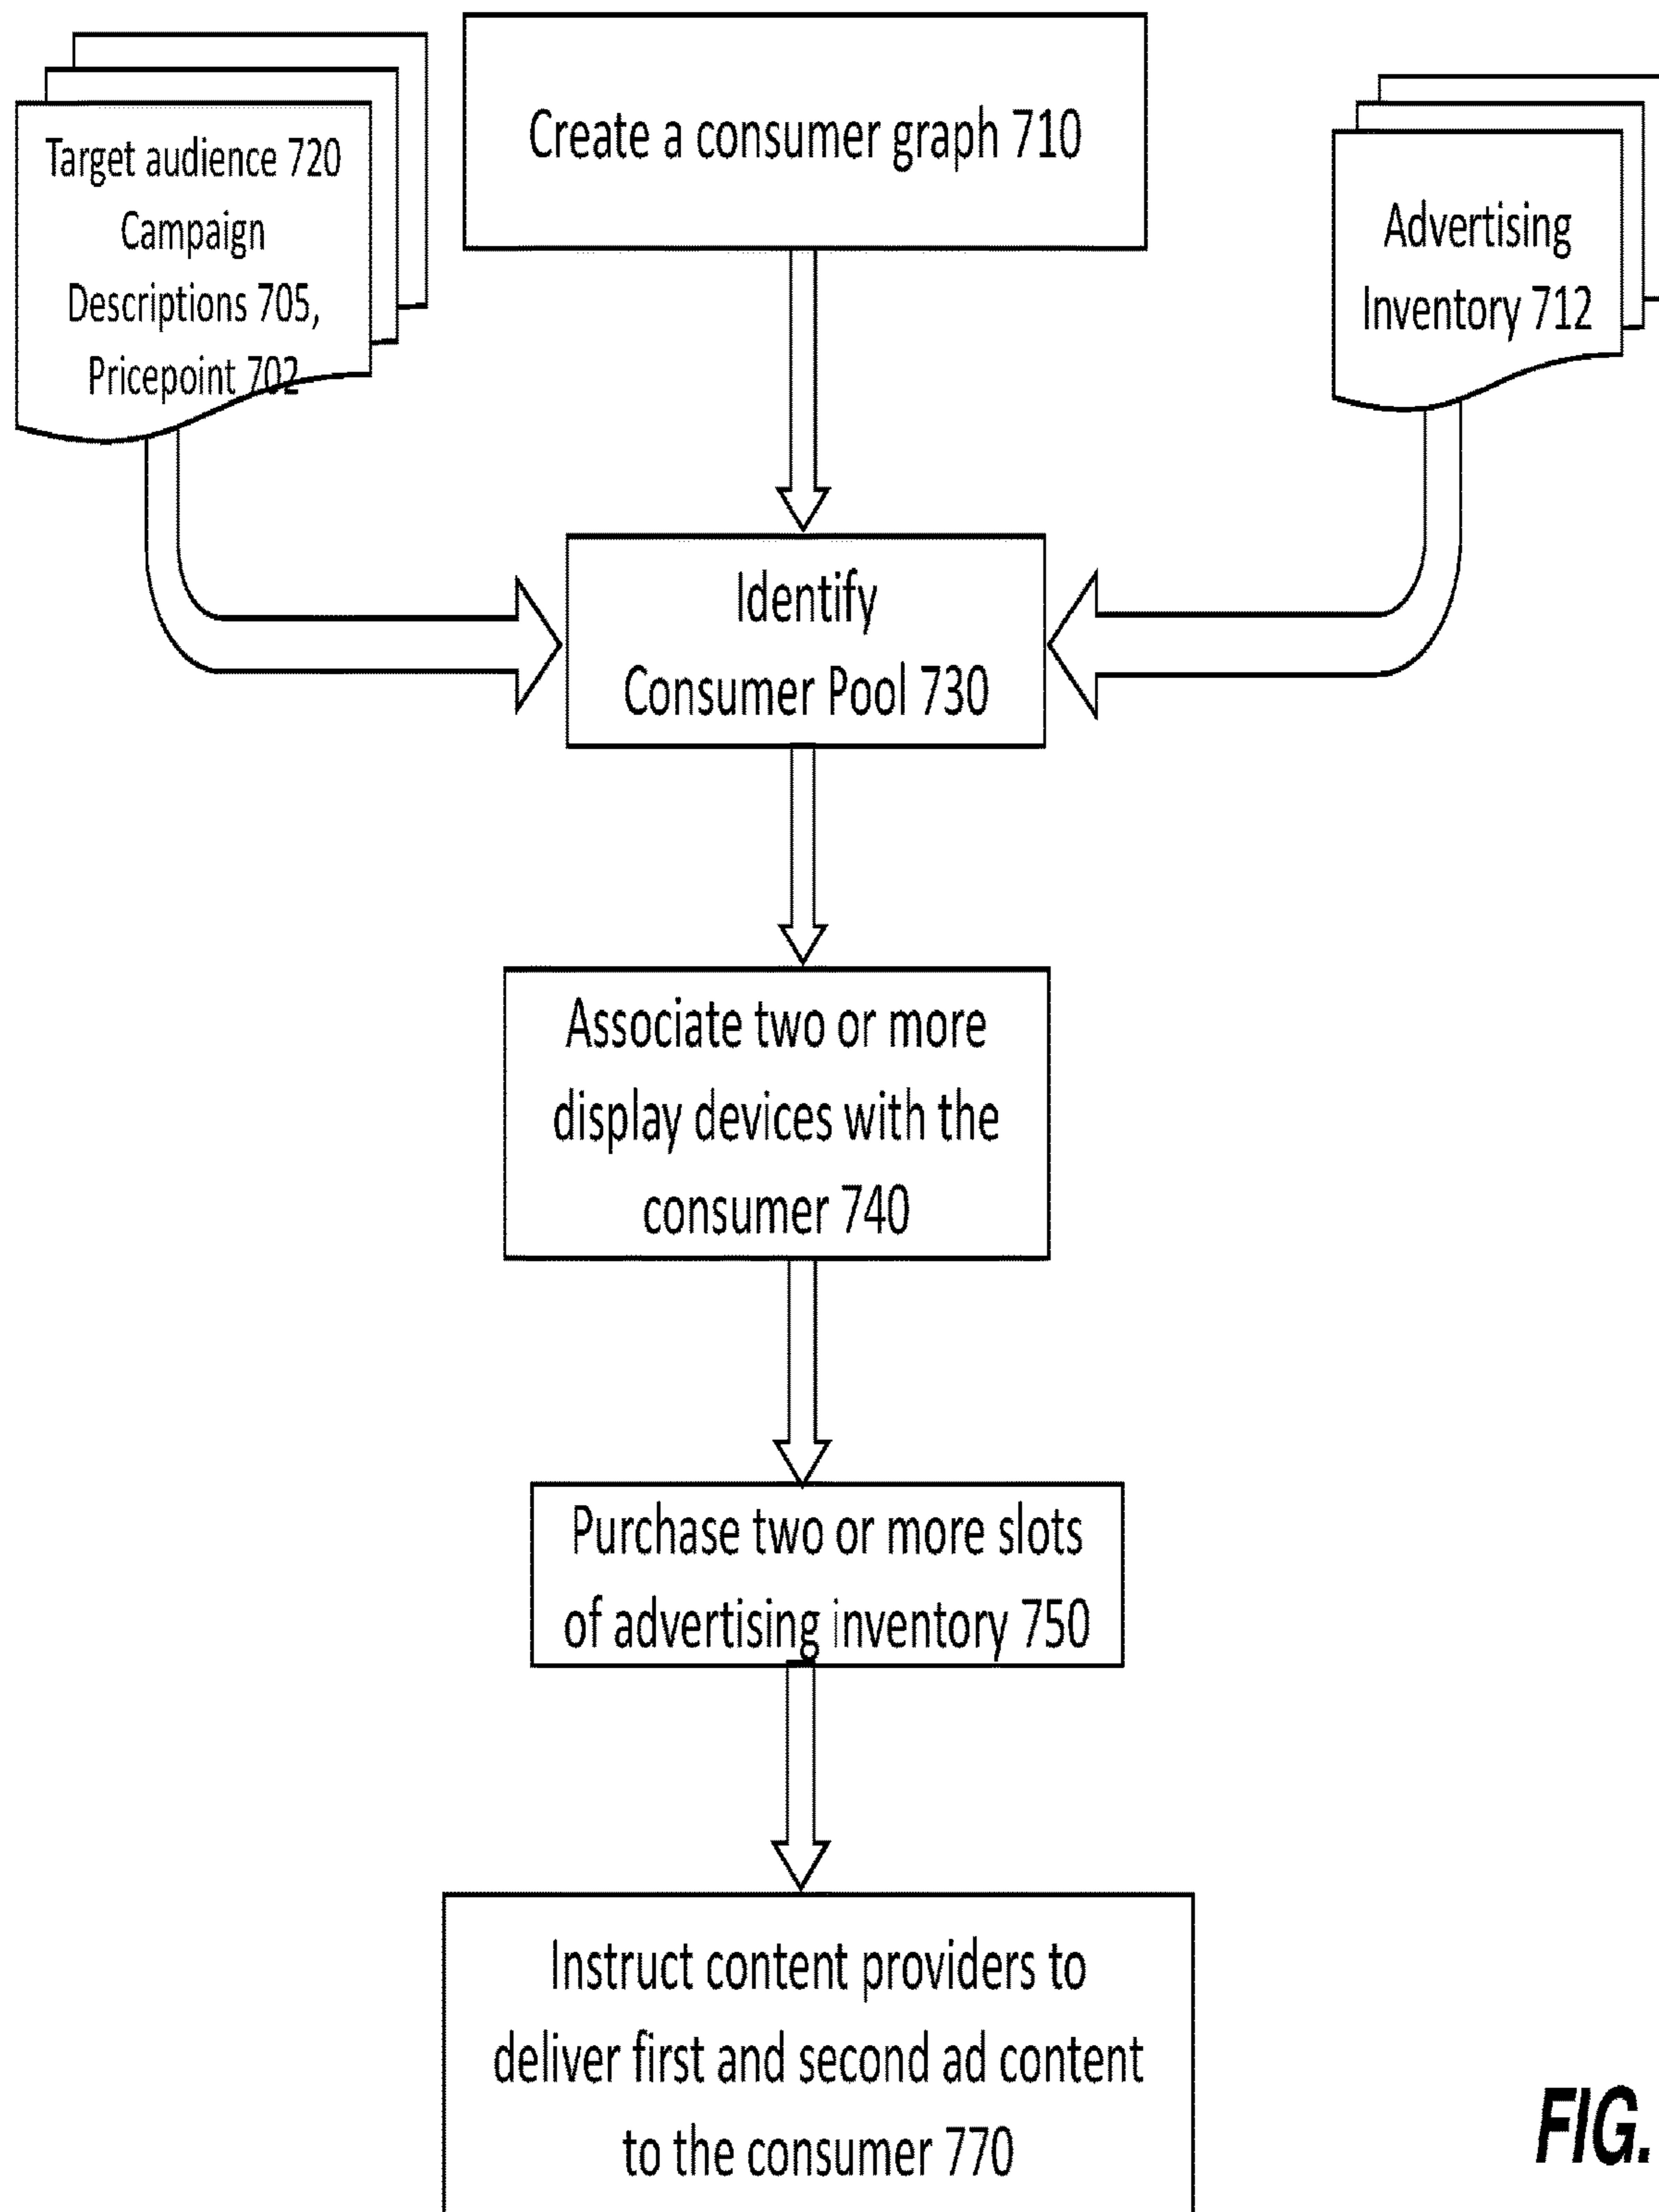 Create a consumer graph 710
Target audience 720
Campaign
Descriptions 705,
Pricepoint 702
Advertising
Inventory 712
Identify
Consumer Pool 730
Associate two or more
display devices with the
consumer 740
Purchase two or more slots
of advertising inventory 750
Instruct content providers to
deliver first and second ad content
to the consumer 770
FIG.